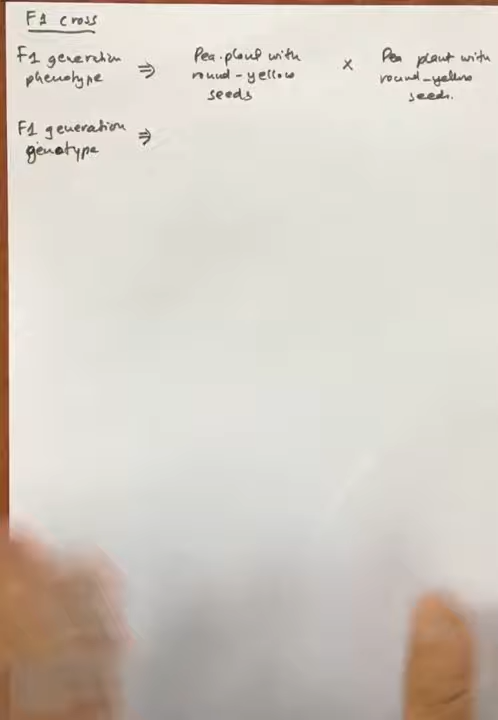 F1 cross
F1 generation phenotype ⇒ Pea plant with round-yellow seeds × Pea plant with round-yellow seeds.
F1 generation genotype ⇒